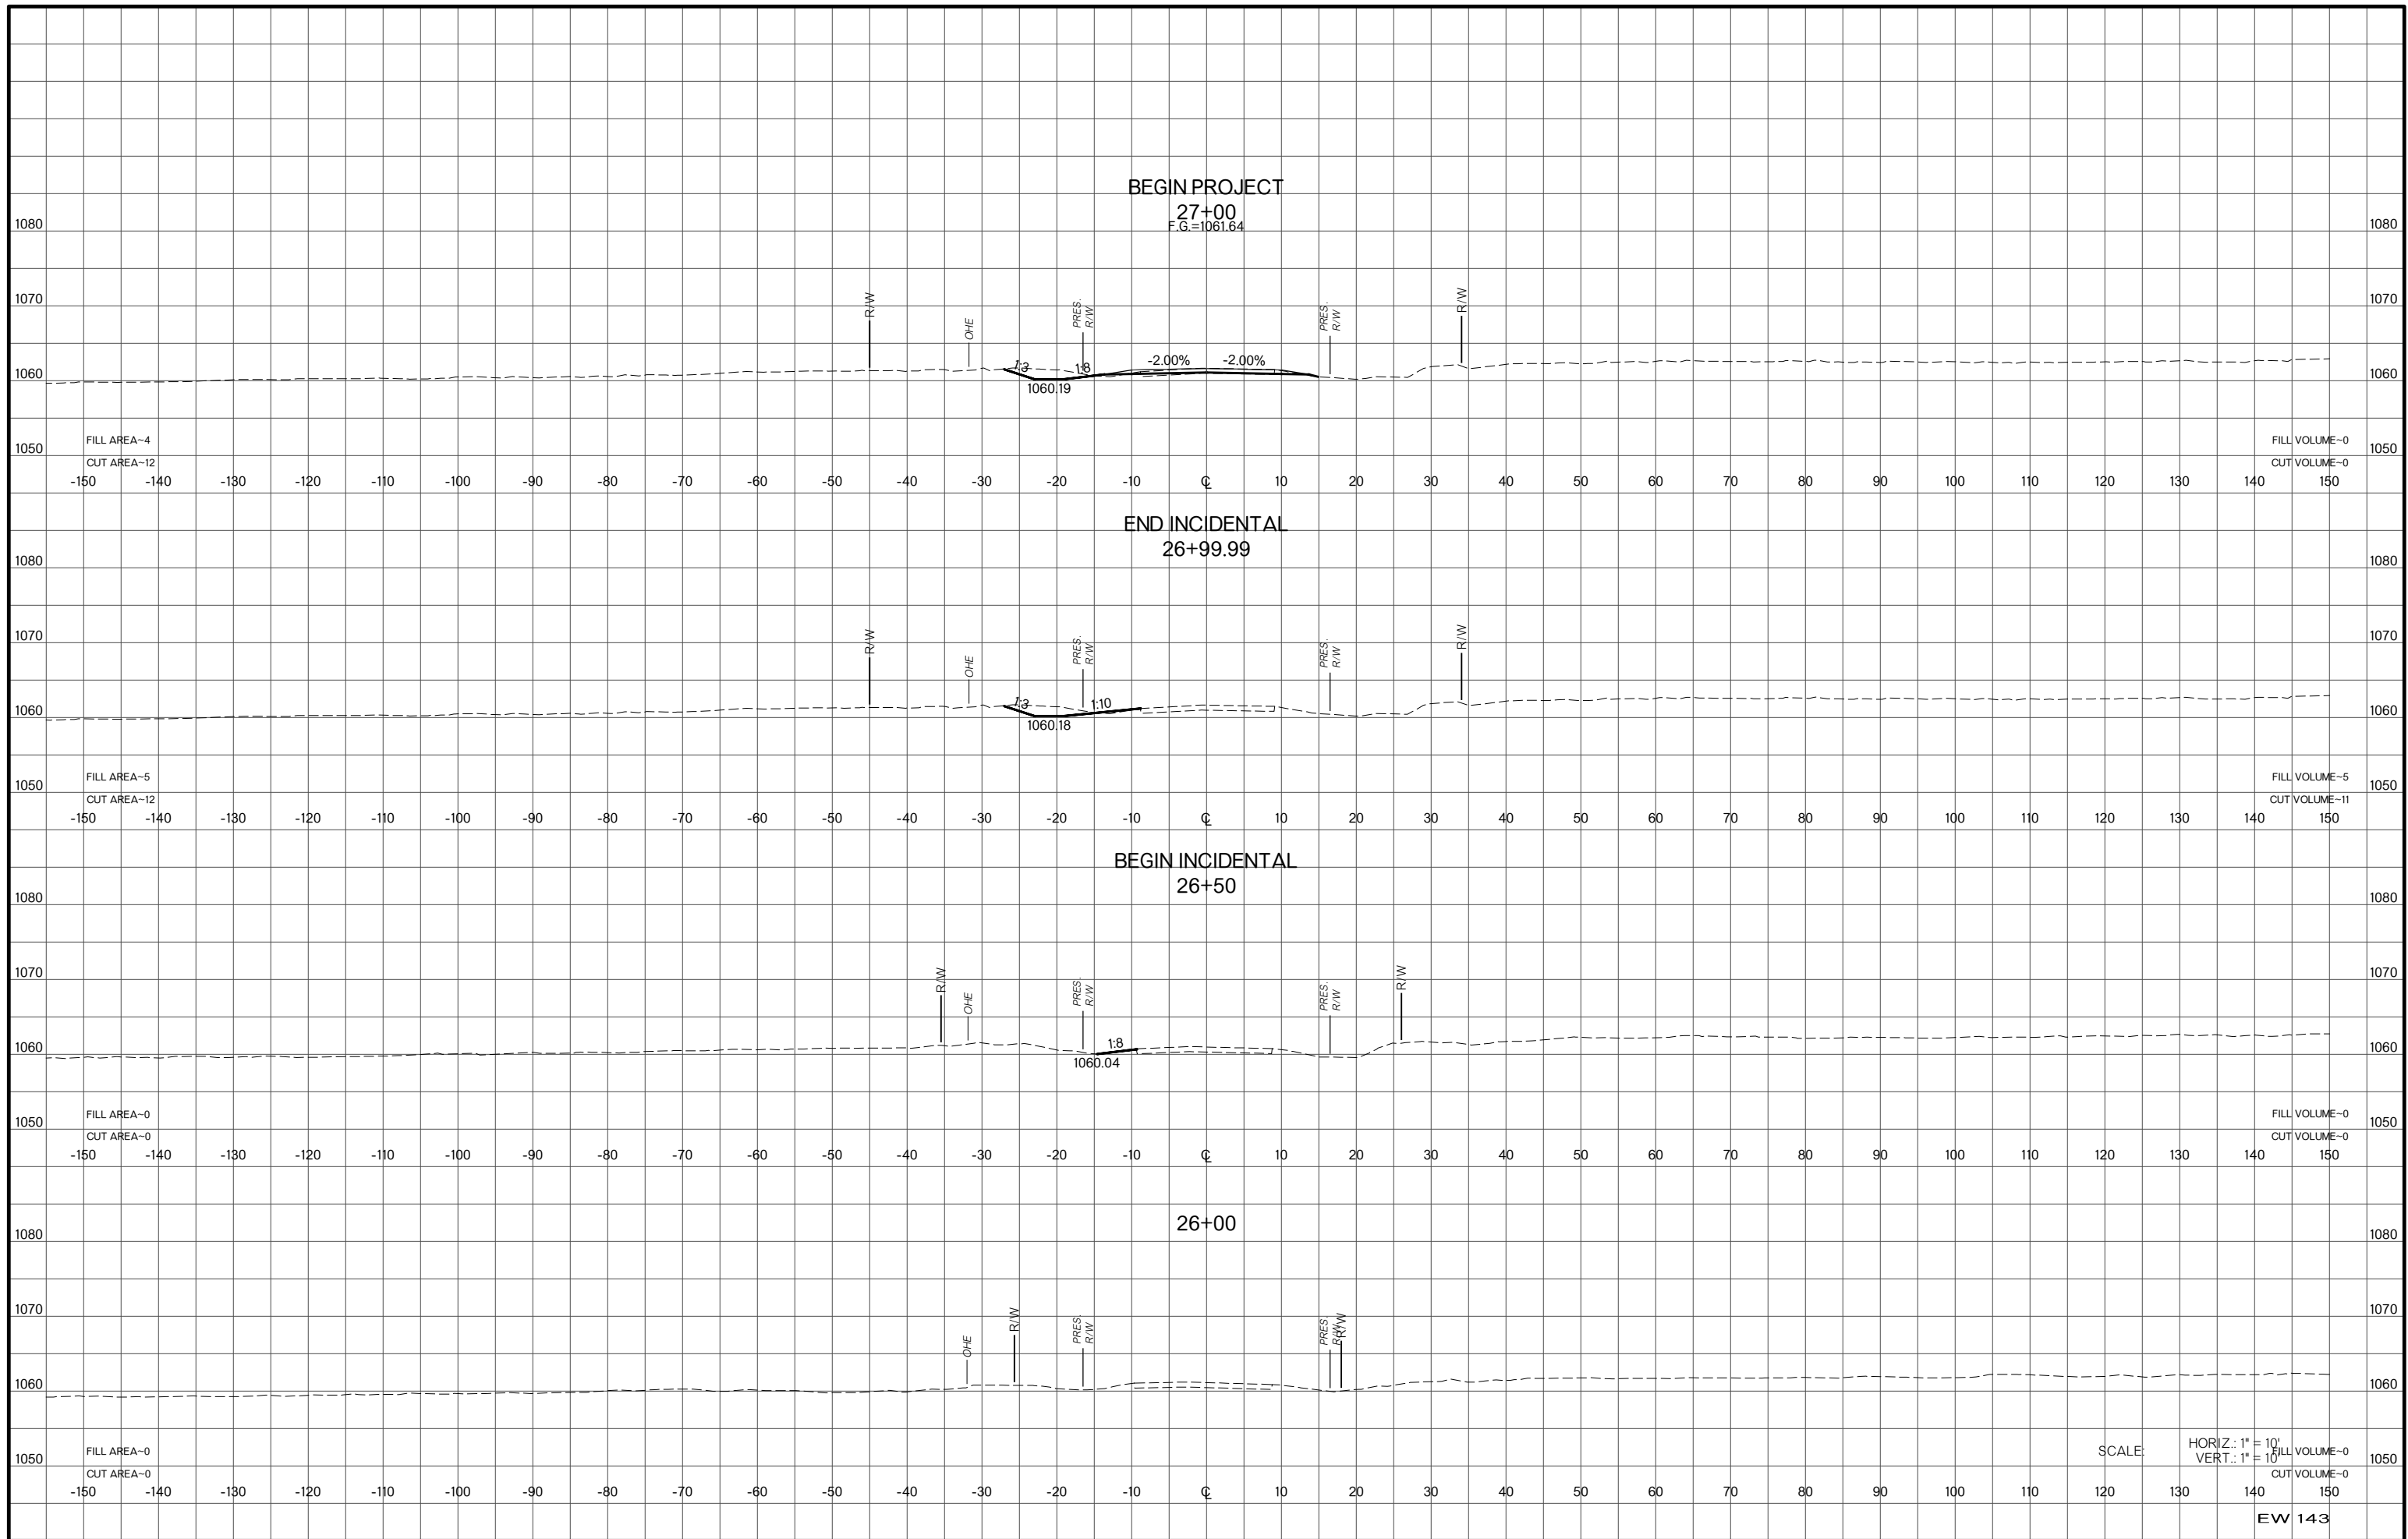 BEGIN PROJECT
27+00
F.G.=1061.64
1080 1080
1070 R/W OHE PRES. R/W PRES. R/W R/W 1070
1:3 1:8 -2.00% -2.00%
1060 1060.19 1060
FILL AREA~4 FILL VOLUME~0
1050 1050
CUT AREA~12 CUT VOLUME~0
-150 -140 -130 -120 -110 -100 -90 -80 -70 -60 -50 -40 -30 -20 -10 0 ℄ 10 20 30 40 50 60 70 80 90 100 110 120 130 140 150
END INCIDENTAL
26+99.99
1080 1080
1070 R/W OHE PRES. R/W PRES. R/W R/W 1070
1:3 1:10
1060 1060.18 1060
FILL AREA~5 FILL VOLUME~5
1050 1050
CUT AREA~12 CUT VOLUME~11
-150 -140 -130 -120 -110 -100 -90 -80 -70 -60 -50 -40 -30 -20 -10 0 ℄ 10 20 30 40 50 60 70 80 90 100 110 120 130 140 150
BEGIN INCIDENTAL
26+50
1080 1080
1070 R/W OHE PRES. R/W PRES. R/W R/W 1070
1:8
1060 1060.04 1060
FILL AREA~0 FILL VOLUME~0
1050 1050
CUT AREA~0 CUT VOLUME~0
-150 -140 -130 -120 -110 -100 -90 -80 -70 -60 -50 -40 -30 -20 -10 0 ℄ 10 20 30 40 50 60 70 80 90 100 110 120 130 140 150
26+00
1080 1080
1070 OHE R/W PRES. R/W PRES. R/W R/W 1070
1060 1060
FILL AREA~0 SCALE: HORIZ.: 1" = 10' FILL VOLUME~0
1050 VERT.: 1" = 10' 1050
CUT AREA~0 CUT VOLUME~0
-150 -140 -130 -120 -110 -100 -90 -80 -70 -60 -50 -40 -30 -20 -10 0 ℄ 10 20 30 40 50 60 70 80 90 100 110 120 130 140 150
EW 143